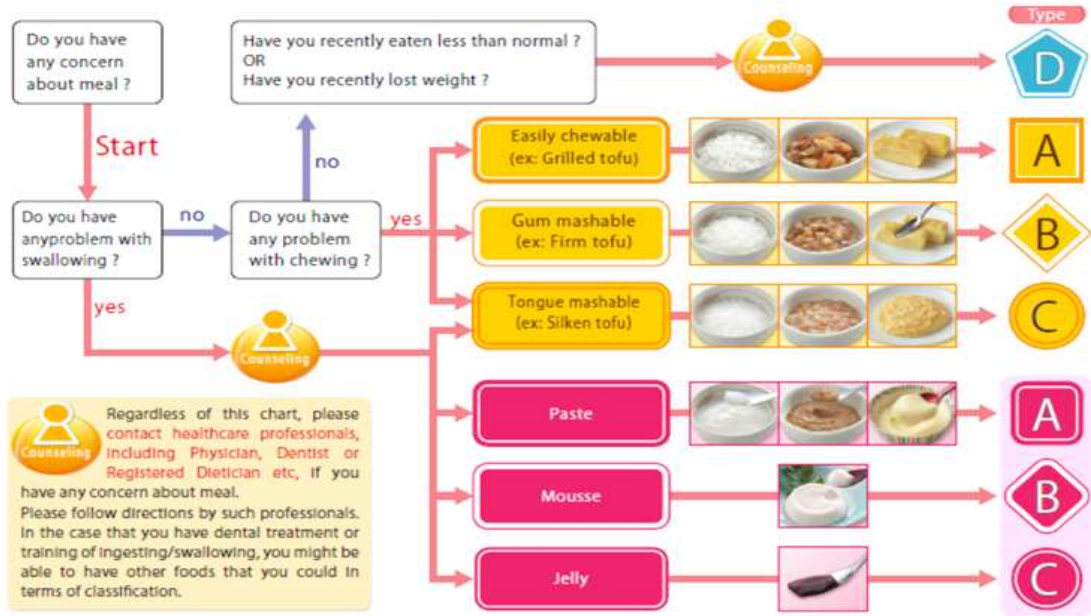 Type
Do you have
any concern
about meal ?
Have you recently eaten less than normal ?
OR
Have you recently lost weight ?
Counseling
D
Start
no
Easily chewable
(ex: Grilled tofu)
A
Do you have
anyproblem with
swallowing ?
no
Do you have
any problem
with chewing ?
yes
Gum mashable
(ex: Firm tofu)
B
yes
Tongue mashable
(ex: Silken tofu)
C
Counseling
Counseling
Regardless of this chart, please
contact healthcare professionals,
including Physician, Dentist or
Registered Dietician etc, if you
have any concern about meal.
Please follow directions by such professionals.
In the case that you have dental treatment or
training of ingesting/swallowing, you might be
able to have other foods that you could in
terms of classification.
Paste
A
Mousse
B
Jelly
C